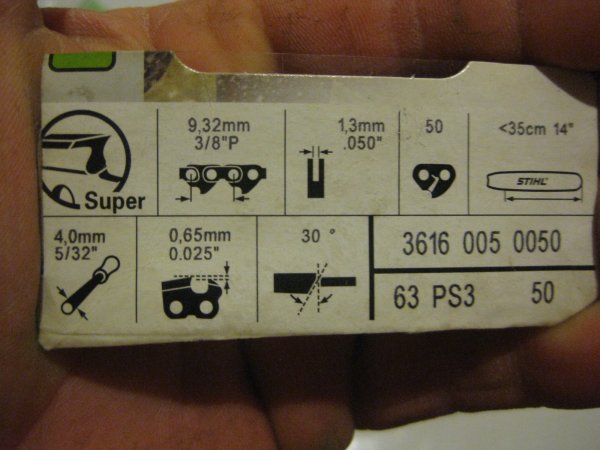 Super
9,32mm
3/8"P
1,3mm
.050"
50
<35cm 14"
STIHL
4,0mm
5/32"
0,65mm
0.025"
30 °
3616 005 0050
63 PS3 50